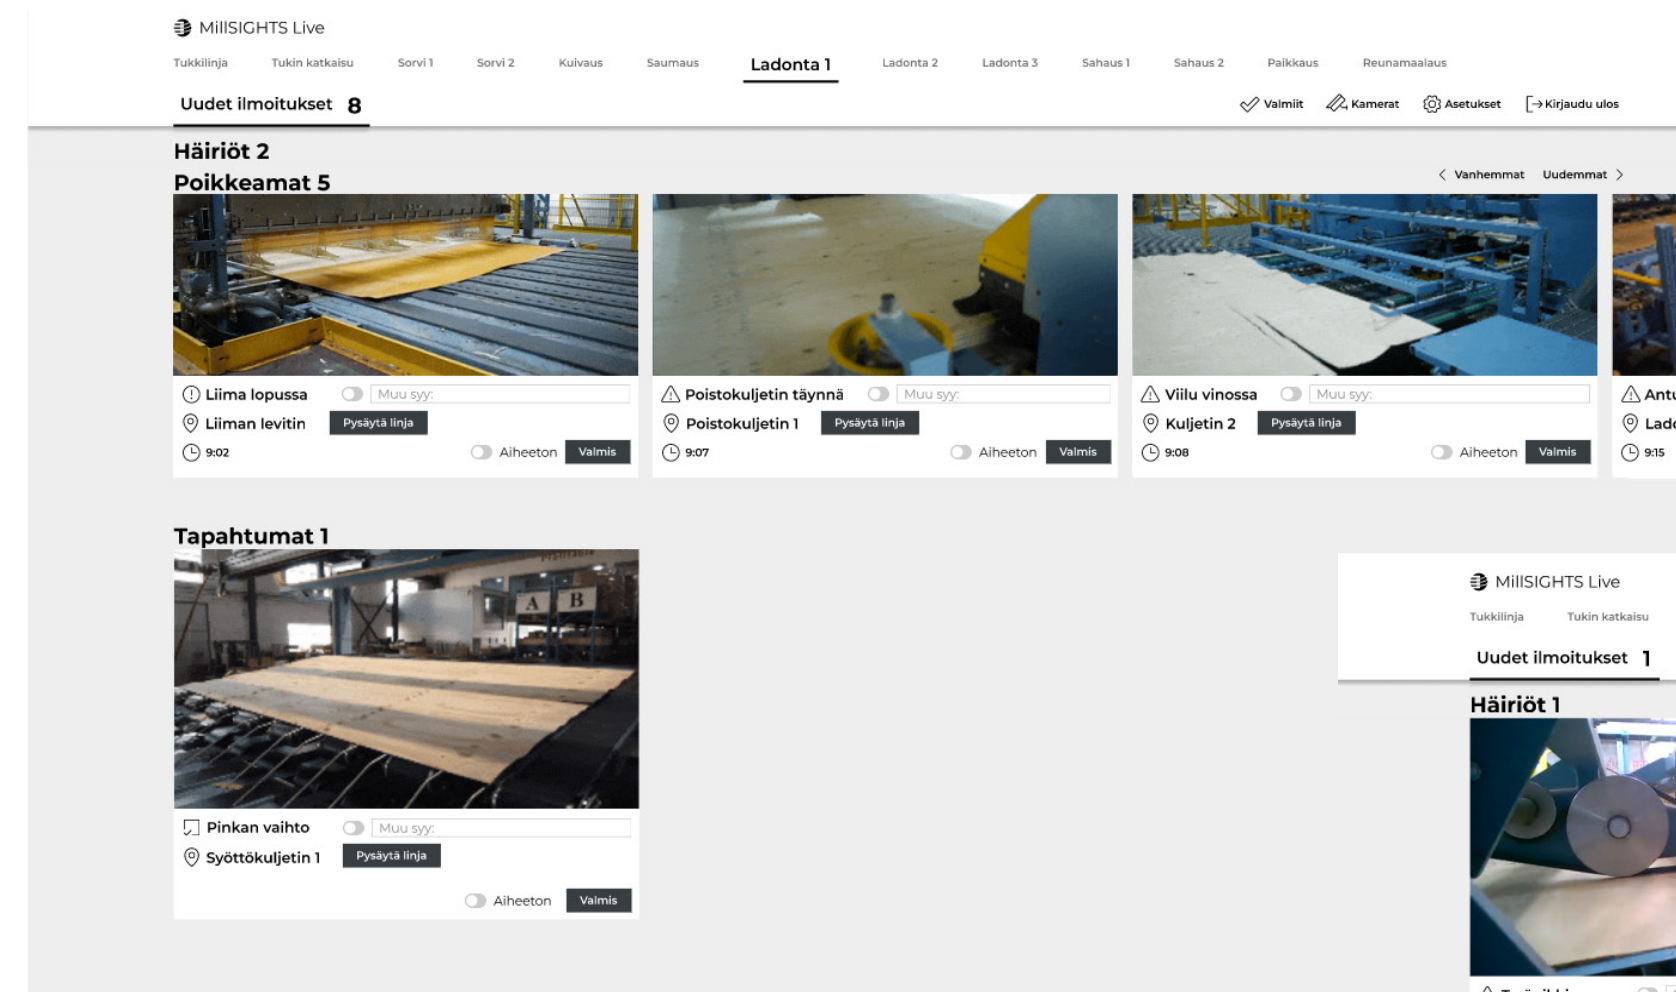 MillSIGHTS Live
Tukkilinja Tukin katkaisu Sorvi 1 Sorvi 2 Kuivaus Saumaus Ladonta 1 Ladonta 2 Ladonta 3 Sahaus 1 Sahaus 2 Paikkaus Reunamaalaus
Uudet ilmoitukset 8
Valmiit Kamerat Asetukset Kirjaudu ulos
Häiriöt 2
Poikkeamat 5
Vanhemmat Uudemmat
Liima lopussa Muu syy:
Liiman levitin Pysäytä linja
9:02 Aiheeton Valmis
Poistokuljetin täynnä Muu syy:
Poistokuljetin 1 Pysäytä linja
9:07 Aiheeton Valmis
Viilu vinossa Muu syy:
Kuljetin 2 Pysäytä linja
9:08 Aiheeton Valmis
Antu
Lado
9:15
Tapahtumat 1
A B
Pinkan vaihto Muu syy:
Syöttökuljetin 1 Pysäytä linja
Aiheeton Valmis
MillSIGHTS Live
Tukkilinja Tukin katkaisu
Uudet ilmoitukset 1
Häiriöt 1